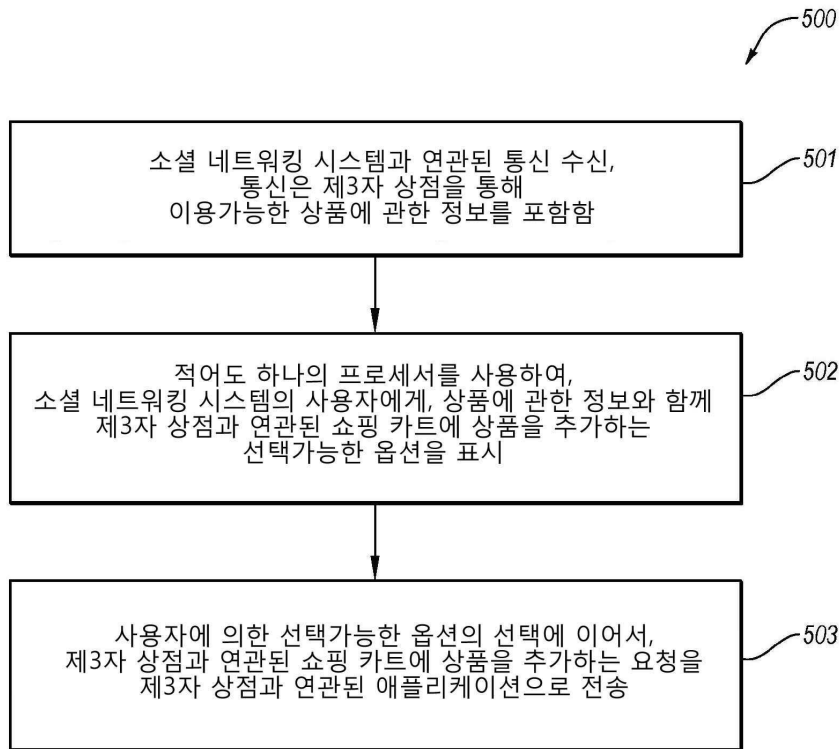 500
소셜 네트워킹 시스템과 연관된 통신 수신,
통신은 제3자 상점을 통해
이용가능한 상품에 관한 정보를 포함함
501
적어도 하나의 프로세서를 사용하여,
소셜 네트워킹 시스템의 사용자에게, 상품에 관한 정보와 함께
제3자 상점과 연관된 쇼핑 카트에 상품을 추가하는
선택가능한 옵션을 표시
502
사용자에 의한 선택가능한 옵션의 선택에 이어서,
제3자 상점과 연관된 쇼핑 카트에 상품을 추가하는 요청을
제3자 상점과 연관된 애플리케이션으로 전송
503